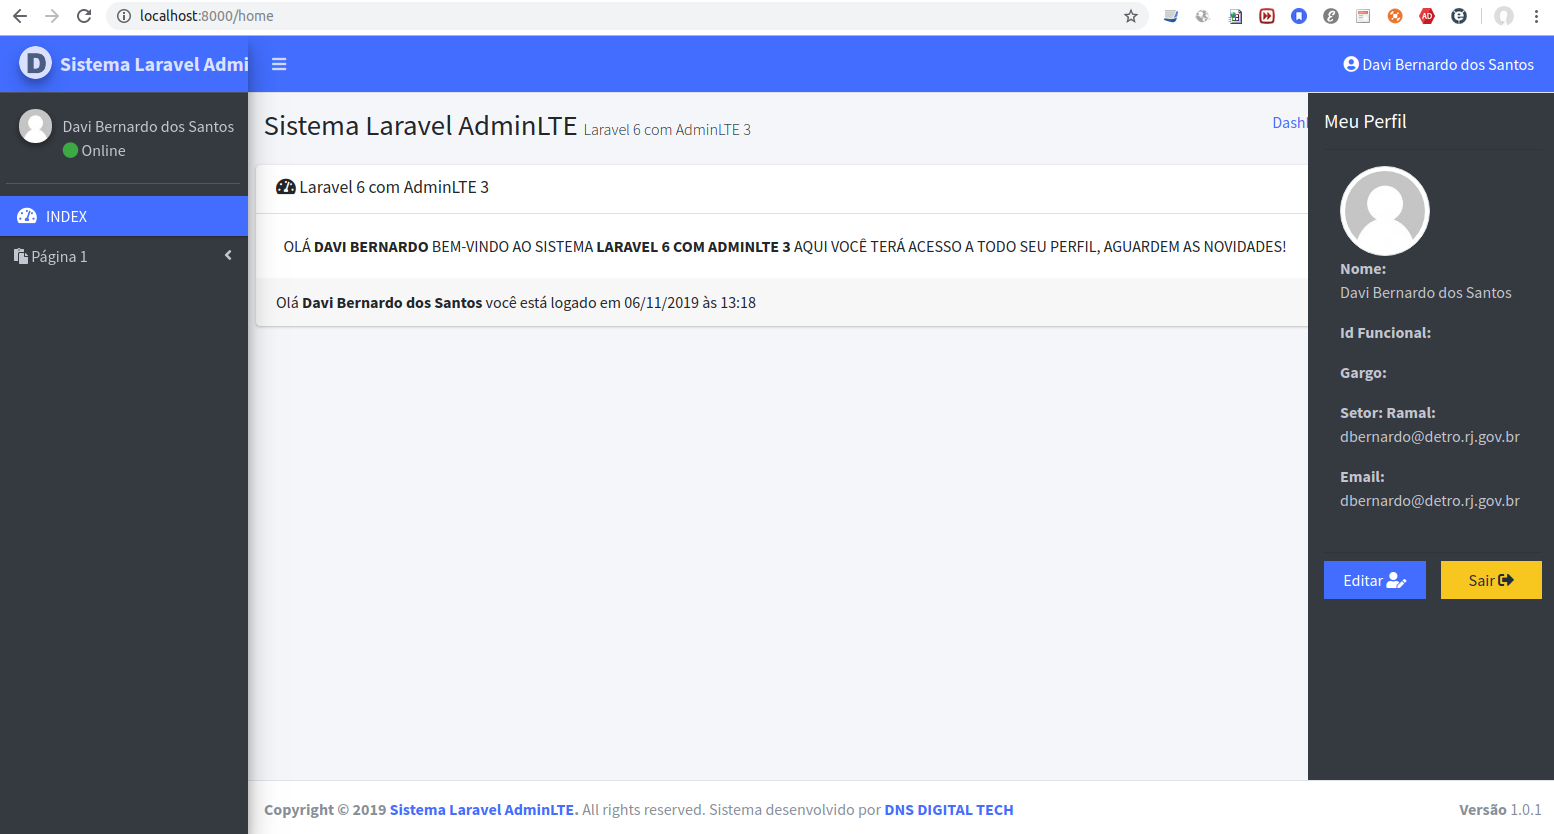 localhost:8000/home
D Sistema Laravel Admi
Davi Bernardo dos Santos
Davi Bernardo dos Santos
Online
INDEX
Página 1
Sistema Laravel AdminLTE Laravel 6 com AdminLTE 3
Dash
Laravel 6 com AdminLTE 3
OLÁ DAVI BERNARDO BEM-VINDO AO SISTEMA LARAVEL 6 COM ADMINLTE 3 AQUI VOCÊ TERÁ ACESSO A TODO SEU PERFIL, AGUARDEM AS NOVIDADES!
Olá Davi Bernardo dos Santos você está logado em 06/11/2019 às 13:18
Meu Perfil
Nome:
Davi Bernardo dos Santos
Id Funcional:
Gargo:
Setor: Ramal:
dbernardo@detro.rj.gov.br
Email:
dbernardo@detro.rj.gov.br
Editar
Sair
Copyright © 2019 Sistema Laravel AdminLTE. All rights reserved. Sistema desenvolvido por DNS DIGITAL TECH
Versão 1.0.1